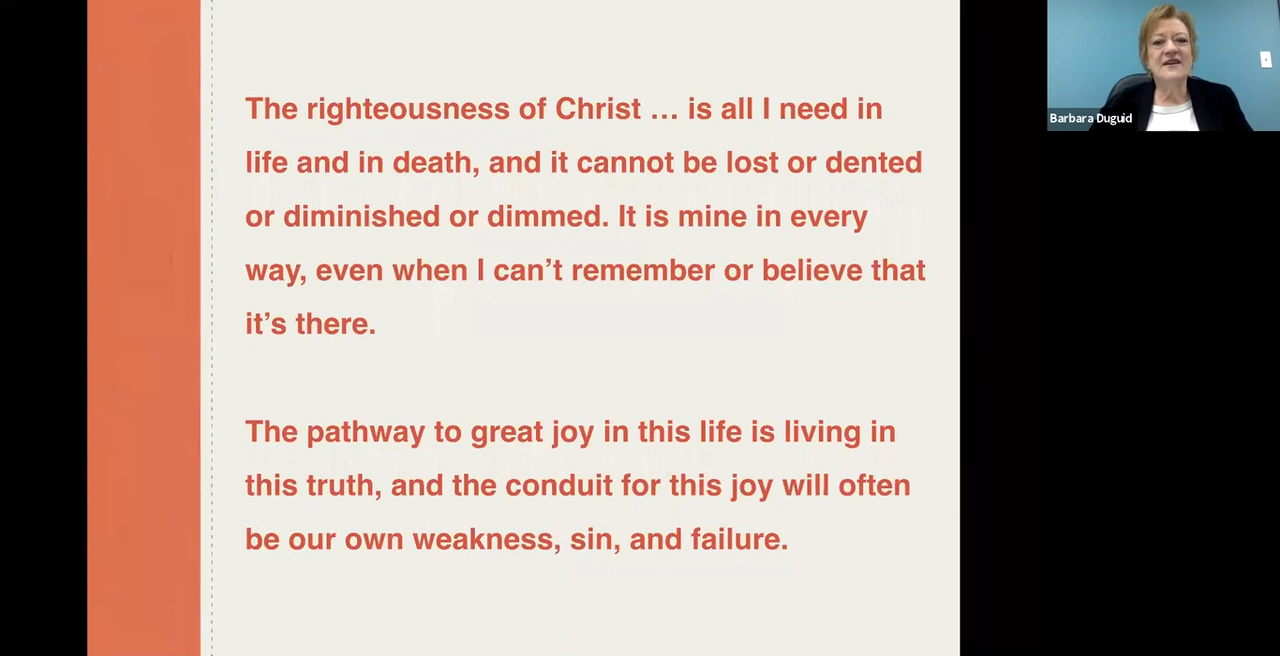 The righteousness of Christ … is all I need in
life and in death, and it cannot be lost or dented
or diminished or dimmed. It is mine in every
way, even when I can’t remember or believe that
it’s there.
The pathway to great joy in this life is living in
this truth, and the conduit for this joy will often
be our own weakness, sin, and failure.
Barbara Duguid